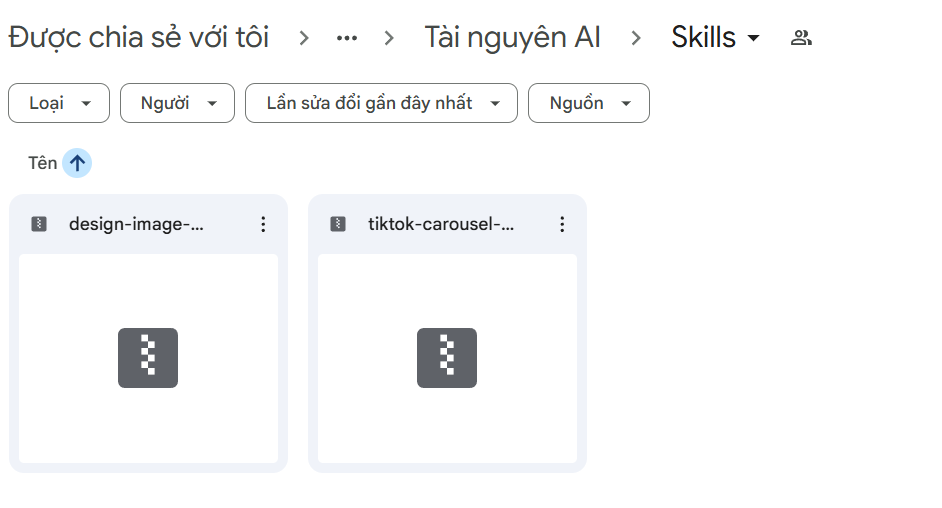 Được chia sẻ với tôi > ... > Tài nguyên AI > Skills
Loại Người Lần sửa đổi gần đây nhất Nguồn
Tên
design-image-... tiktok-carousel-...